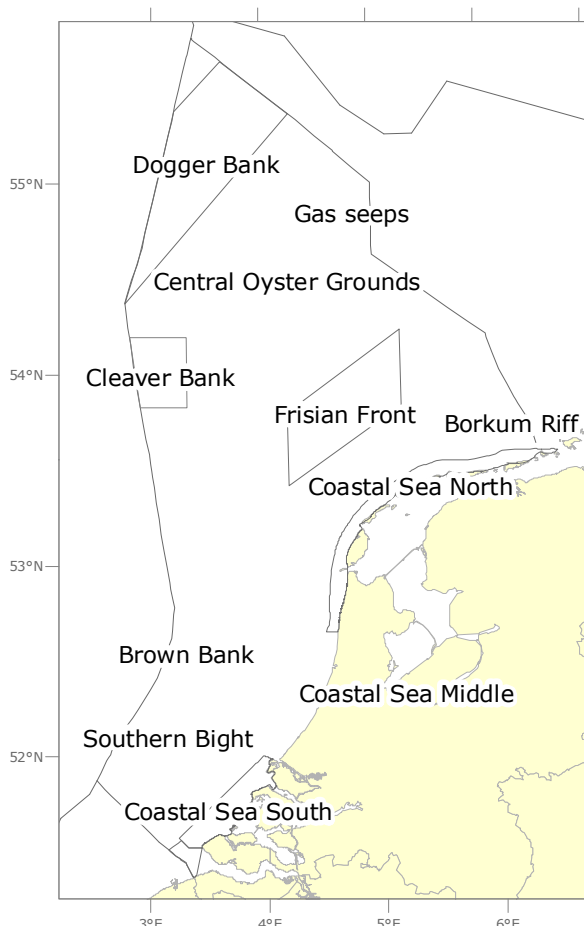 Dogger Bank
55°N
Gas seeps
Central Oyster Grounds
54°N
Cleaver Bank
Frisian Front
Borkum Riff
Coastal Sea North
53°N
Brown Bank
Coastal Sea Middle
Southern Bight
52°N
Coastal Sea South
3°E
4°E
5°E
6°E